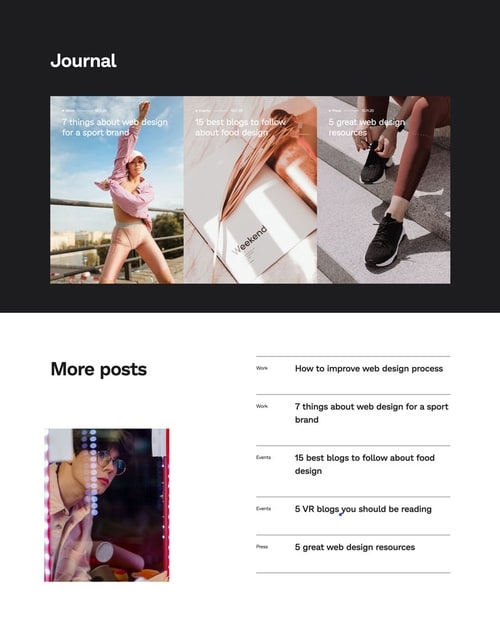 Journal
Work
7 things about web design
for a sport brand
Events
15 best blogs to follow
about food design
Press
5 great web design
resources
Weekend
More posts
Work
How to improve web design process
Work
7 things about web design for a sport
brand
Events
15 best blogs to follow about food
design
Events
5 VR blogs you should be reading
Press
5 great web design resources